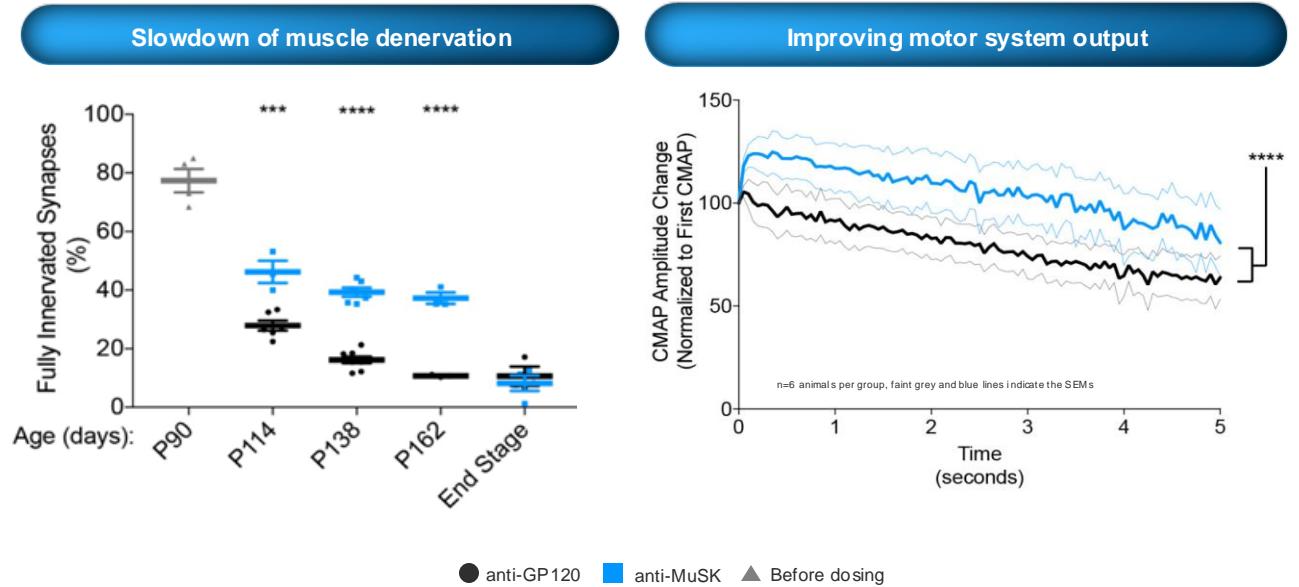 Slowdown of muscle denervation
Improving motor system output
Fully Innervated Synapses
(%)
100
80
60
40
20
0
***
****
****
Age (days):
P90
P114
P138
P162
End Stage
CMAP Amplitude Change
(Normalized to First CMAP)
150
100
50
0
****
n=6 animals per group, faint grey and blue lines indicate the SEMs
0
1
2
3
4
5
Time
(seconds)
anti-GP120
anti-MuSK
Before dosing